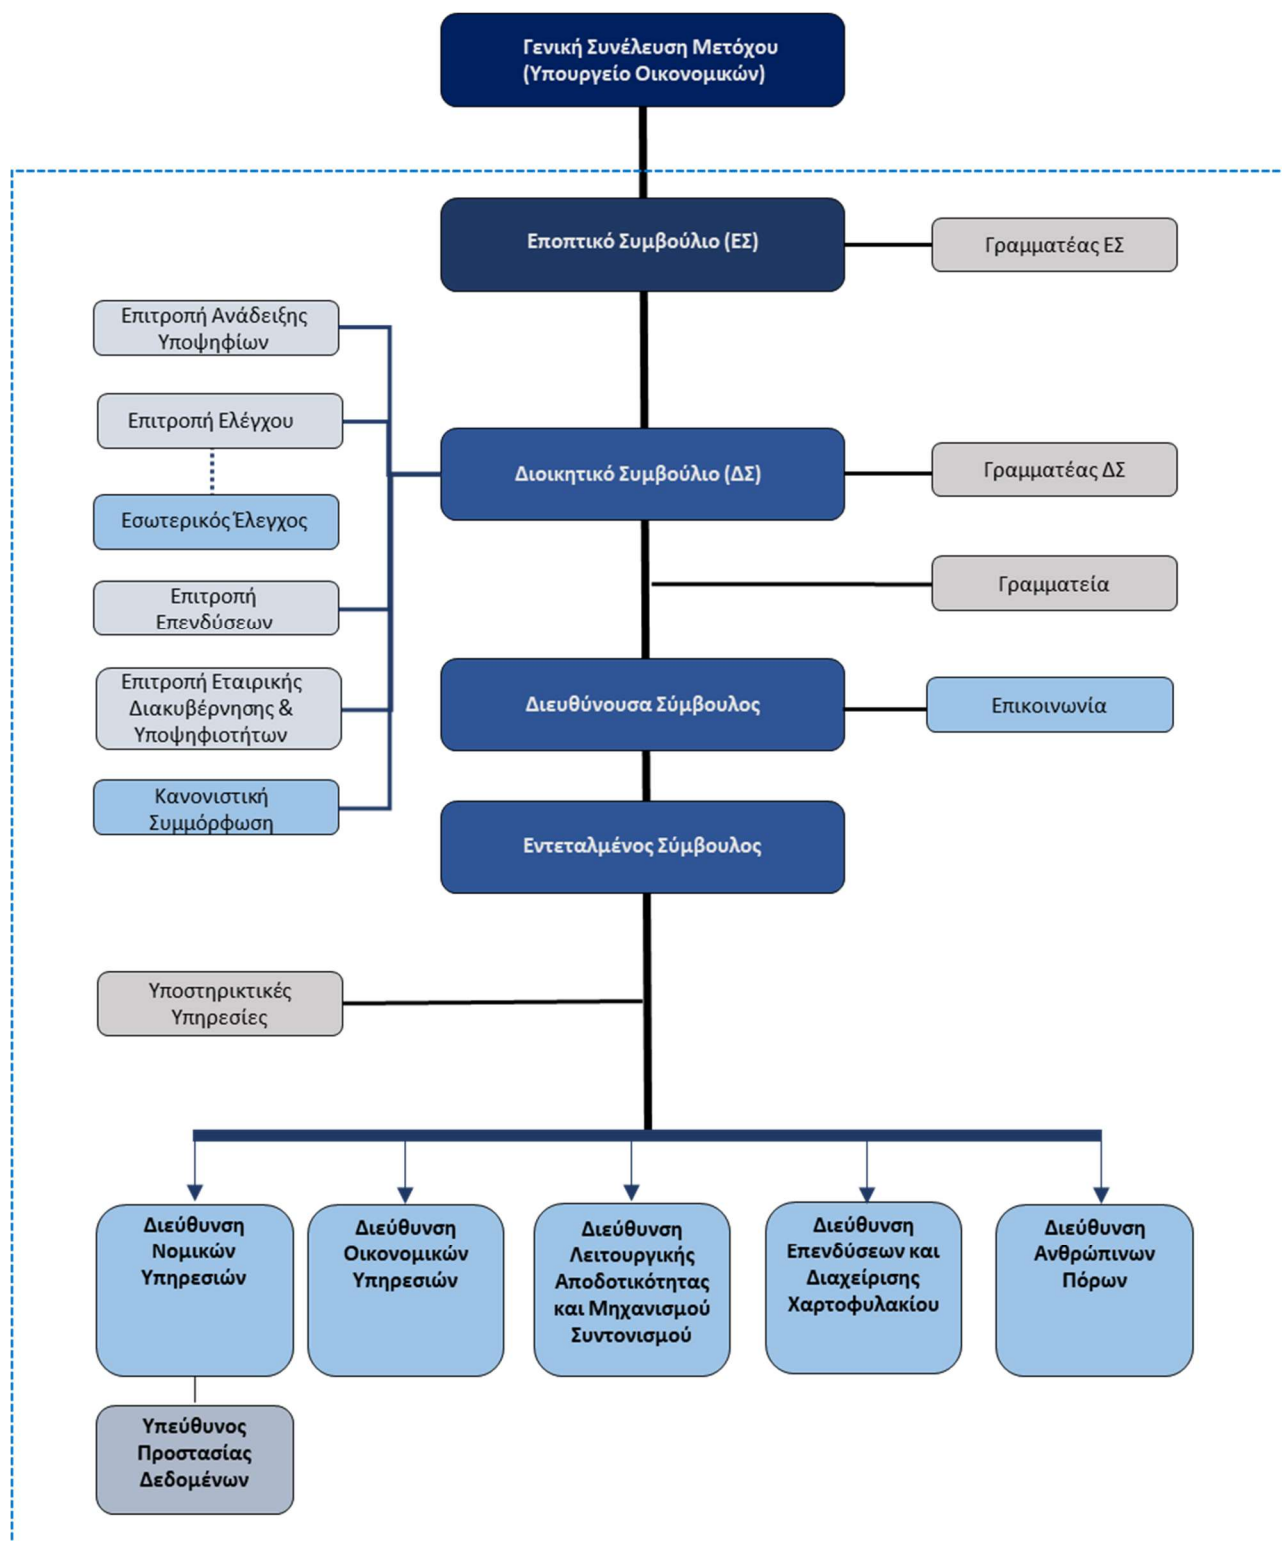 Γενική Συνέλευση Μετόχου
(Υπουργείο Οικονομικών)
Εποπτικό Συμβούλιο (ΕΣ)
Γραμματέας ΕΣ
Επιτροπή Ανάδειξης
Υποψηφίων
Επιτροπή Ελέγχου
Διοικητικό Συμβούλιο (ΔΣ)
Γραμματέας ΔΣ
Εσωτερικός Έλεγχος
Γραμματεία
Επιτροπή
Επενδύσεων
Επιτροπή Εταιρικής
Διακυβέρνησης &
Υποψηφιοτήτων
Διευθύνουσα Σύμβουλος
Επικοινωνία
Κανονιστική
Συμμόρφωση
Εντεταλμένος Σύμβουλος
Υποστηρικτικές
Υπηρεσίες
Διεύθυνση
Νομικών
Υπηρεσιών
Διεύθυνση
Οικονομικών
Υπηρεσιών
Διεύθυνση
Λειτουργικής
Αποδοτικότητας
και Μηχανισμού
Συντονισμού
Διεύθυνση
Επενδύσεων και
Διαχείρισης
Χαρτοφυλακίου
Διεύθυνση
Ανθρώπινων
Πόρων
Υπεύθυνος
Προστασίας
Δεδομένων